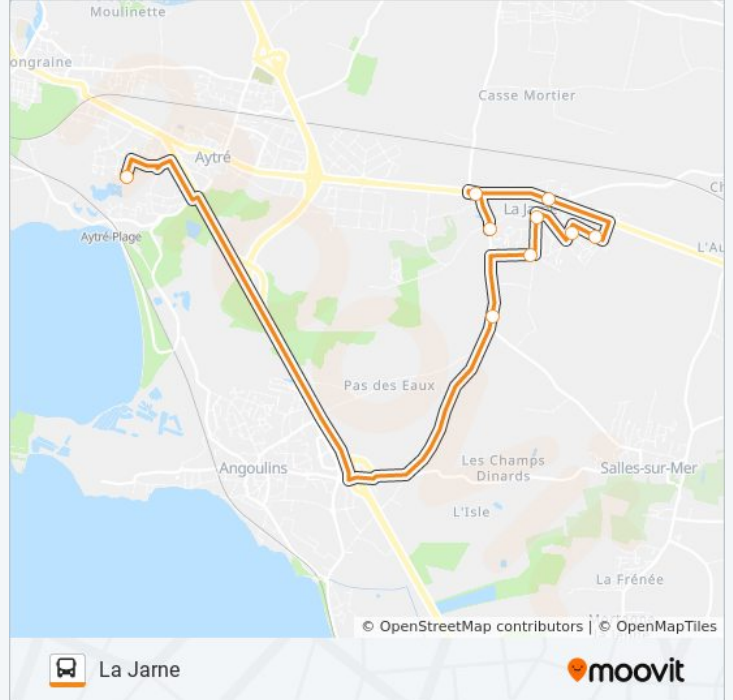 Moulinette
ongraine
Casse Mortier
Aytré
La Ja
Aytré-Plage
L'Au
Pas des Eaux
Angoulins
Les Champs
Dinards
Salles-sur-Mer
L'Isle
La Frénée
© OpenStreetMap contributors | © OpenMapTiles
La Jarne
moovit